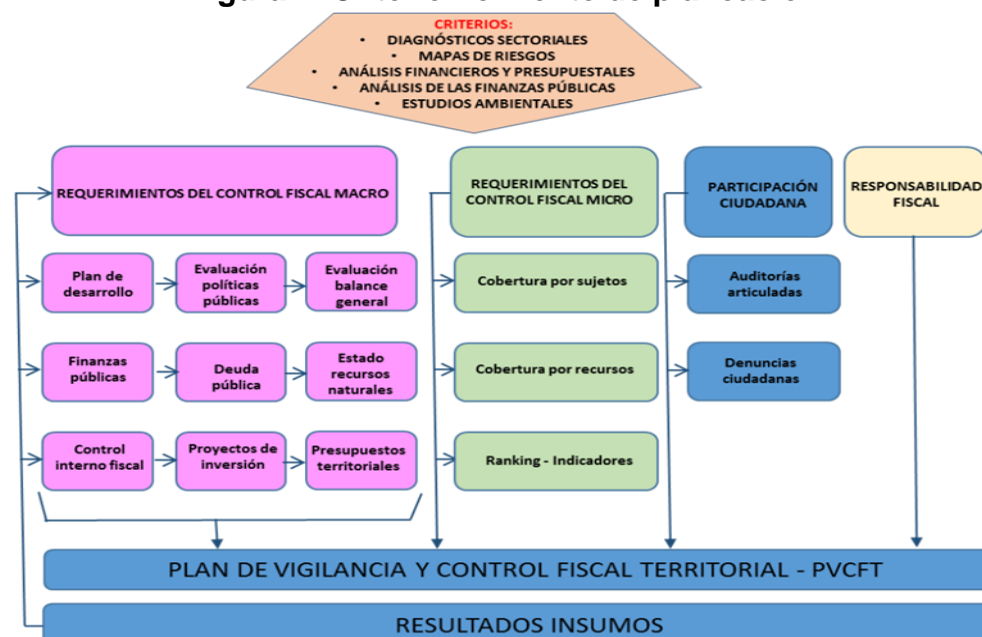 CRITERIOS:
• DIAGNÓSTICOS SECTORIALES
• MAPAS DE RIESGOS
• ANÁLISIS FINANCIEROS Y PRESUPUESTALES
• ANÁLISIS DE LAS FINANZAS PÚBLICAS
• ESTUDIOS AMBIENTALES
REQUERIMIENTOS DEL CONTROL FISCAL MACRO
REQUERIMIENTOS DEL
CONTROL FISCAL MICRO
PARTICIPACIÓN
CIUDADANA
RESPONSABILIDAD
FISCAL
Plan de
desarrollo
Evaluación
políticas
públicas
Evaluación
balance
general
Cobertura por sujetos
Auditorías
articuladas
Finanzas
públicas
Deuda
pública
Estado
recursos
naturales
Cobertura por recursos
Denuncias
ciudadanas
Control
interno fiscal
Proyectos de
inversión
Presupuestos
territoriales
Ranking - Indicadores
PLAN DE VIGILANCIA Y CONTROL FISCAL TERRITORIAL - PVCFT
RESULTADOS INSUMOS